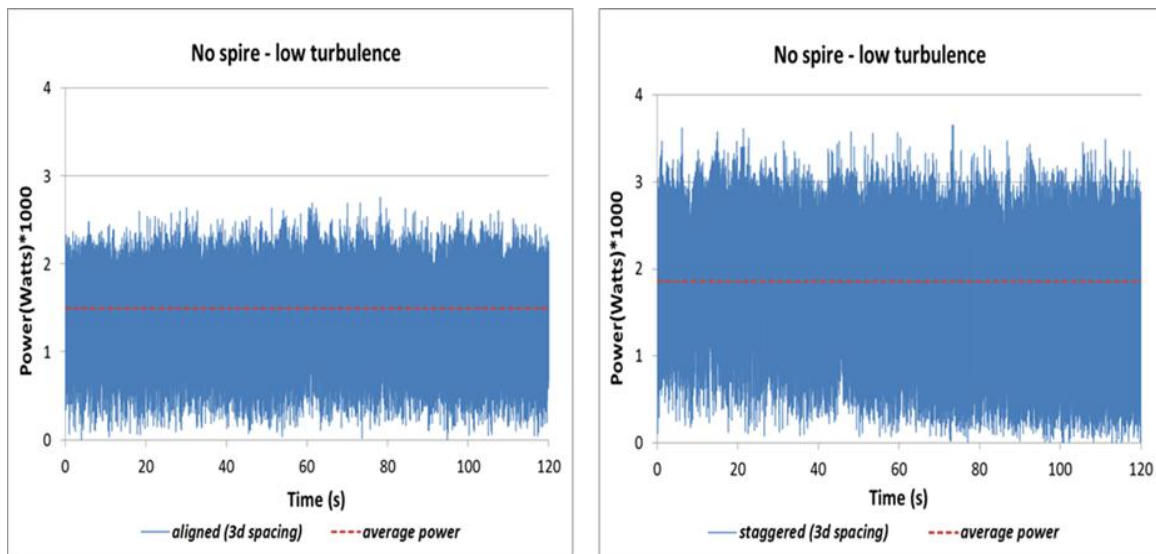 No spire - low turbulence
4
3
2
1
0
Power(Watts)*1000
0 20 40 60 80 100 120
Time (s)
aligned (3d spacing) average power
No spire - low turbulence
4
3
2
1
0
Power(Watts)*1000
0 20 40 60 80 100 120
Time (s)
staggered (3d spacing) average power